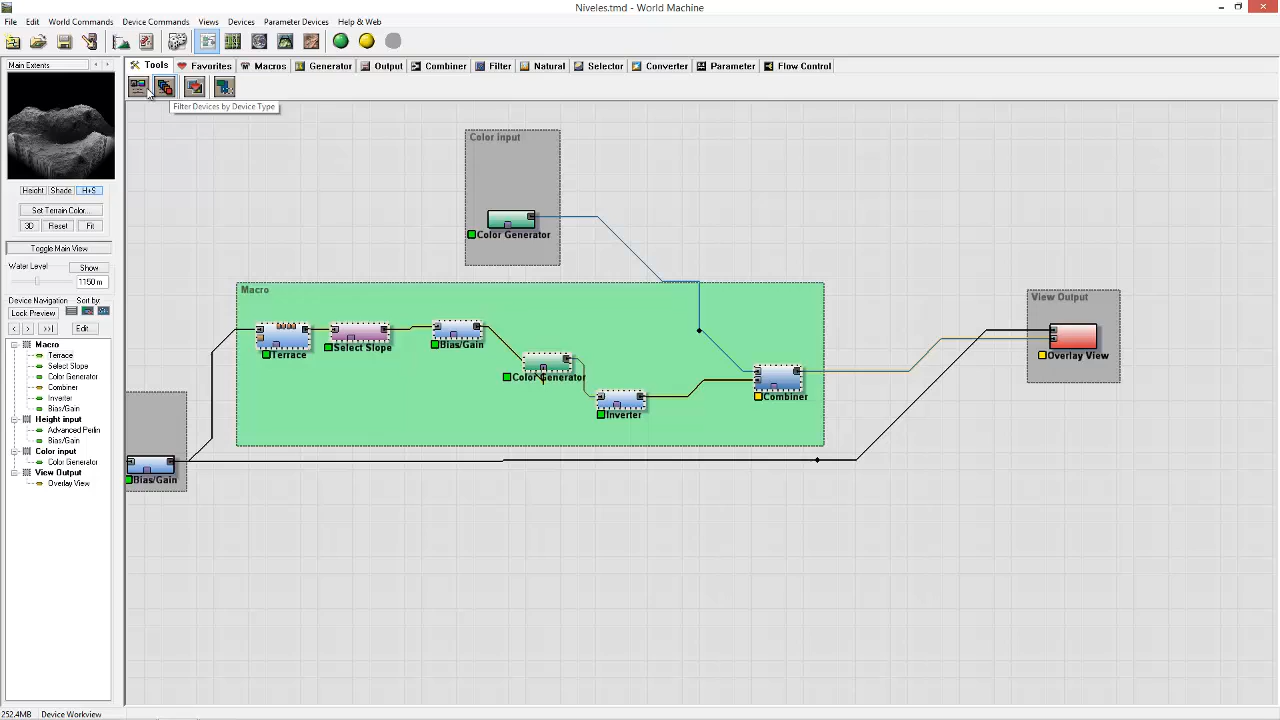 Niveles.tmd - World Machine
File Edit World Commands Device Commands Views Devices Parameter Devices Help & Web
Main Extents
Tools Favorites Macros Generator Output Combiner Filter Natural Selector Converter Parameter Flow Control
Filter Devices by Device Type
Height Shade H+S
Set Terrain Color...
3D Reset Fit
Toggle Main View
Water Level Show
1150 m
Device Navigation Sort by:
Lock Preview
Edit...
Macro
Terrace
Select Slope
Color Generator
Combiner
Inverter
Bias/Gain
Height input
Advanced Perlin
Bias/Gain
Color input
Color Generator
View Output
Overlay View
Color input
Color Generator
Macro
Terrace
Select Slope
Bias/Gain
Color Generator
Inverter
Combiner
View Output
Overlay View
Bias/Gain
252.4MB Device Workview